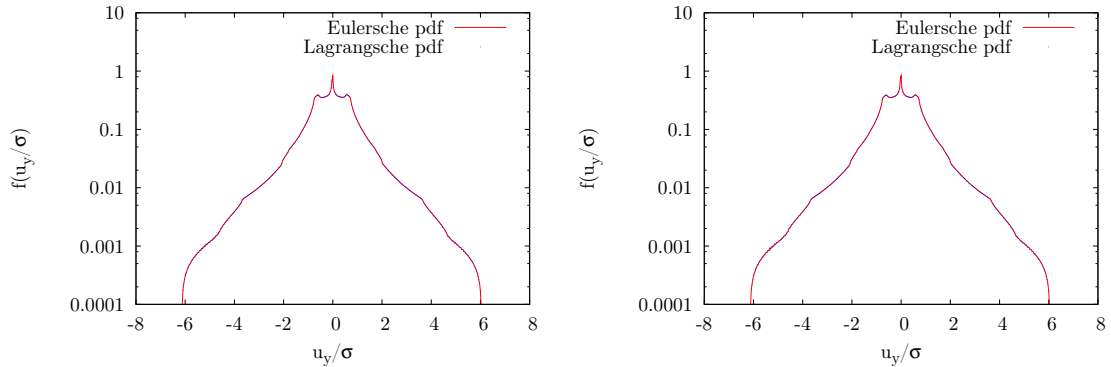 10
1
0.1
0.01
0.001
0.0001
f(u_y/σ)
Eulersche pdf
Lagrangsche pdf
-8 -6 -4 -2 0 2 4 6 8
u_y/σ
10
1
0.1
0.01
0.001
0.0001
f(u_y/σ)
Eulersche pdf
Lagrangsche pdf
-8 -6 -4 -2 0 2 4 6 8
u_y/σ